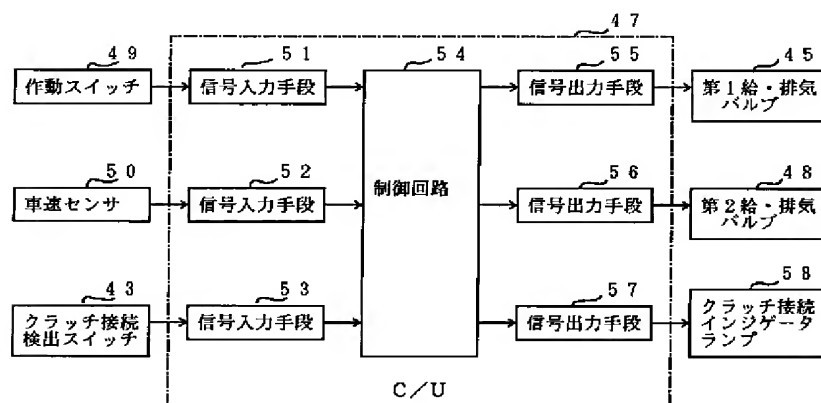 ４７
４９
５１
５４
５５
４５
作動スイッチ
信号入力手段
信号出力手段
第１給・排気
バルブ
５０
５２
５６
４８
車速センサ
信号入力手段
制御回路
信号出力手段
第２給・排気
バルブ
４３
５３
５７
５８
クラッチ接続
検出スイッチ
信号入力手段
信号出力手段
クラッチ接続
インジゲータ
ランプ
Ｃ／Ｕ